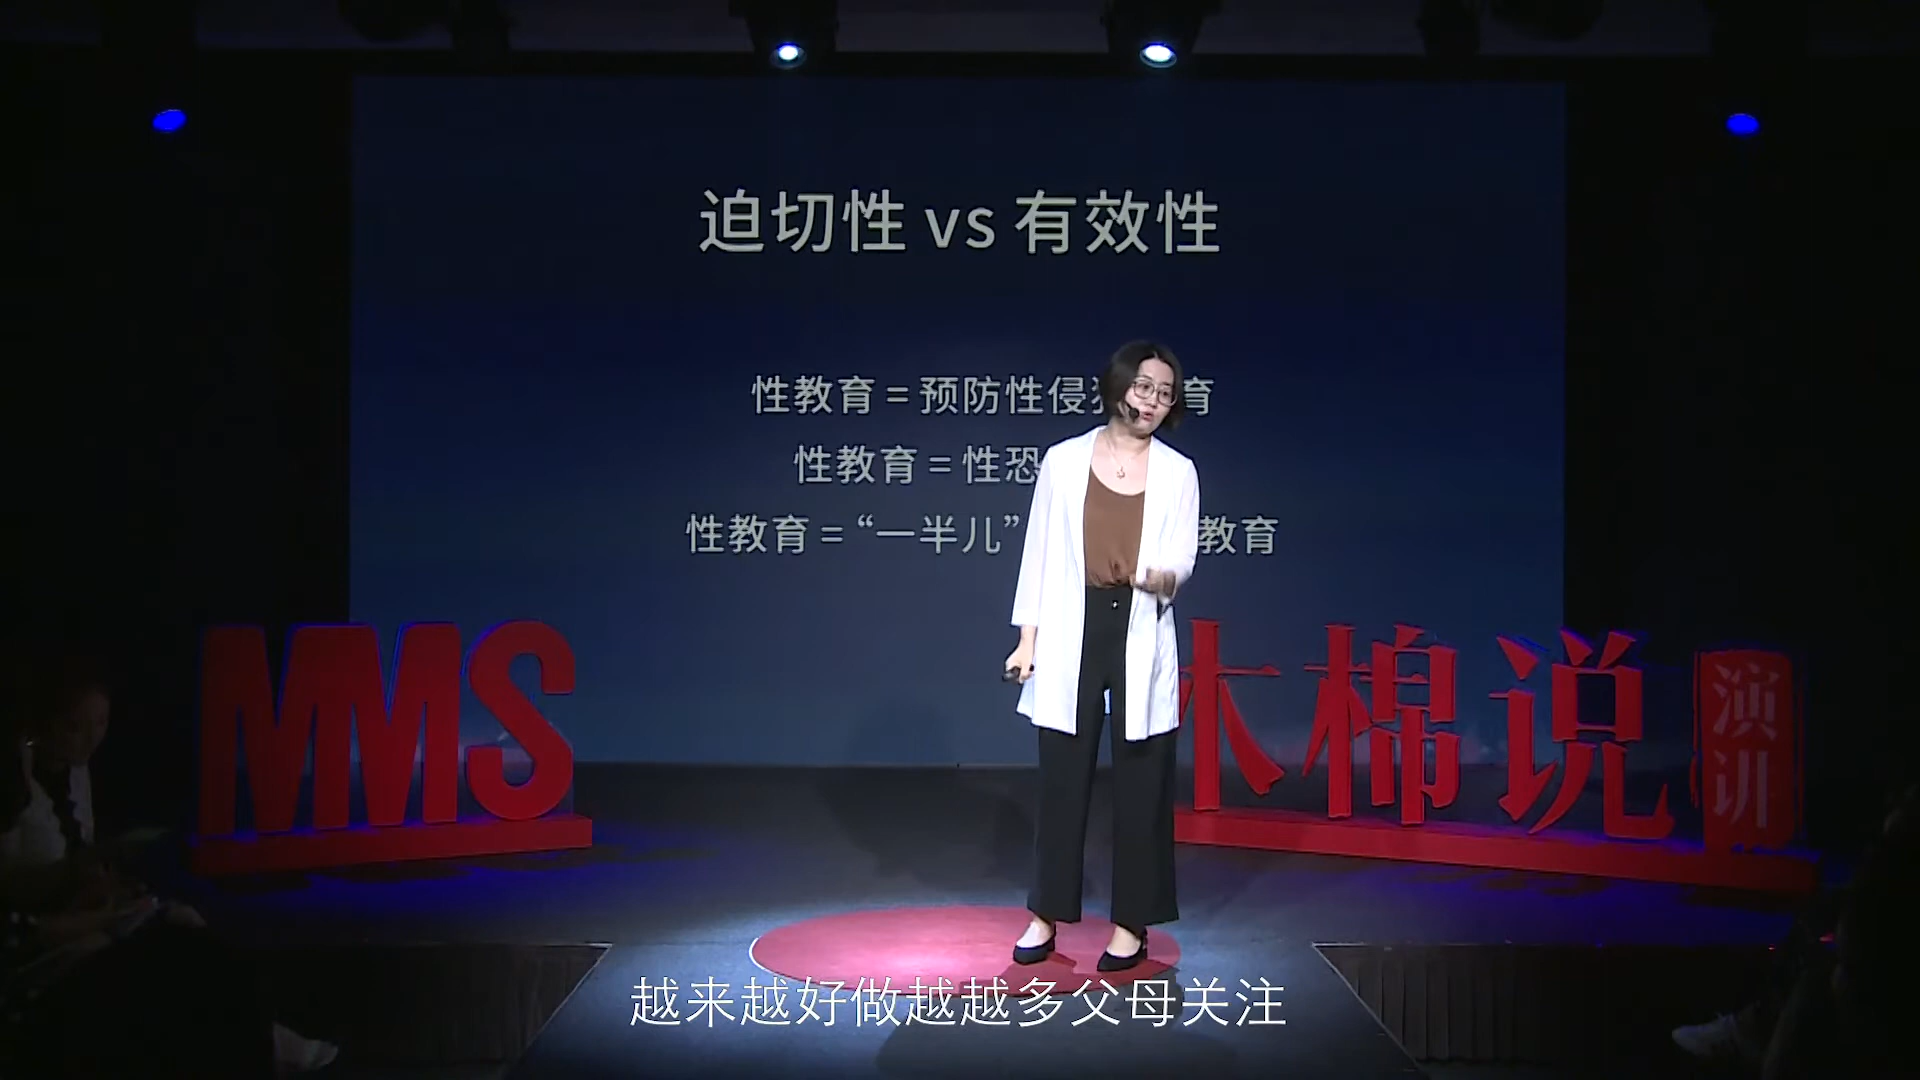 迫切性 vs 有效性
性教育 = 预防性侵 育
性教育 = 性恐
性教育 = “一半儿” 教育
MMS
木棉说
演讲
越来越好做越越多父母关注